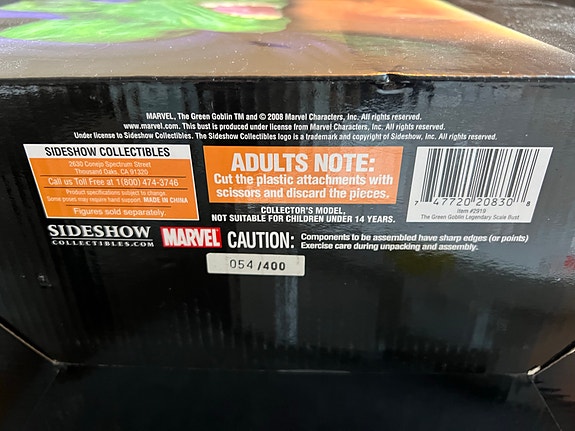 MARVEL, The Green Goblin TM and © 2008 Marvel Characters, Inc. All rights reserved.
www.marvel.com. This bust is produced under license from Marvel Characters, Inc. All rights reserved.
Under license to Sideshow Collectibles. The Sideshow Collectibles logo is a trademark and copyright of Sideshow Collectibles. All rights reserved.
SIDESHOW COLLECTIBLES
2630 Conejo Spectrum Street
Thousand Oaks, CA 91320
Call us Toll Free at 1(800) 474-3746
Product specifications subject to change.
Some poses may require hand support. MADE IN CHINA
Figures sold separately.
ADULTS NOTE:
Cut the plastic attachments with
scissors and discard the pieces.
COLLECTOR'S MODEL,
NOT SUITABLE FOR CHILDREN UNDER 14 YEARS.
7 47720 20830 8
Item #2919
The Green Goblin Legendary Scale Bust
SIDESHOW
COLLECTIBLES.COM
MARVEL
CAUTION: Components to be assembled have sharp edges (or points)
Exercise care during unpacking and assembly.
054/400